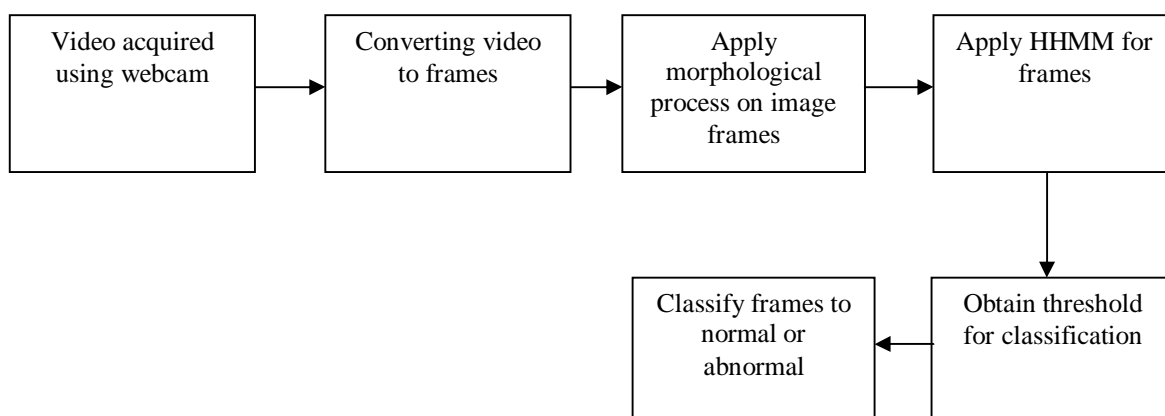 Video acquired
using webcam
Converting video
to frames
Apply
morphological
process on image
frames
Apply HHMM for
frames
Obtain threshold
for classification
Classify frames to
normal or
abnormal